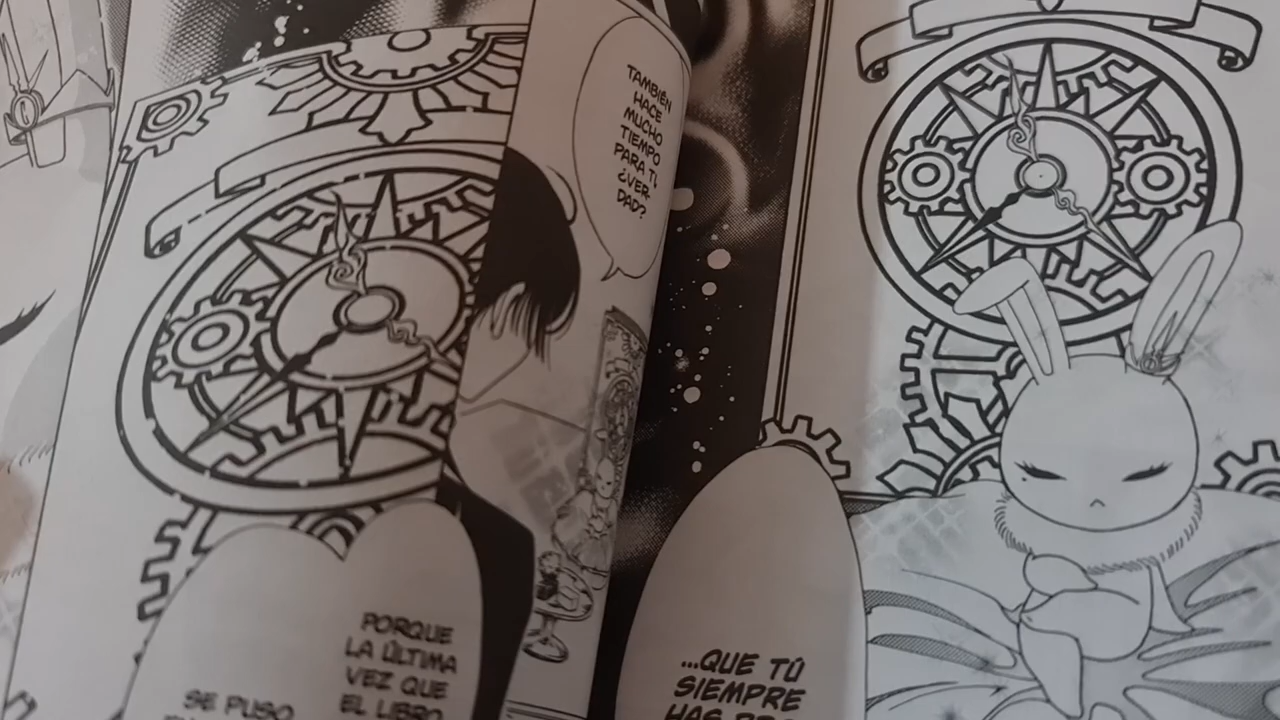 TAMBIÉN
HACE
MUCHO
TIEMPO
PARA TI,
¿VER-
DAD?
PORQUE
LA ÚLTIMA
VEZ QUE
EL LIBRO
SE PUSO
...QUE TÚ
SIEMPRE
HAS